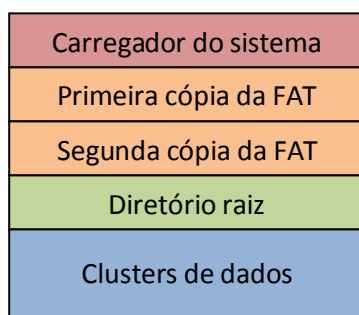 Carregador do sistema
Primeira cópia da FAT
Segunda cópia da FAT
Diretório raiz
Clusters de dados